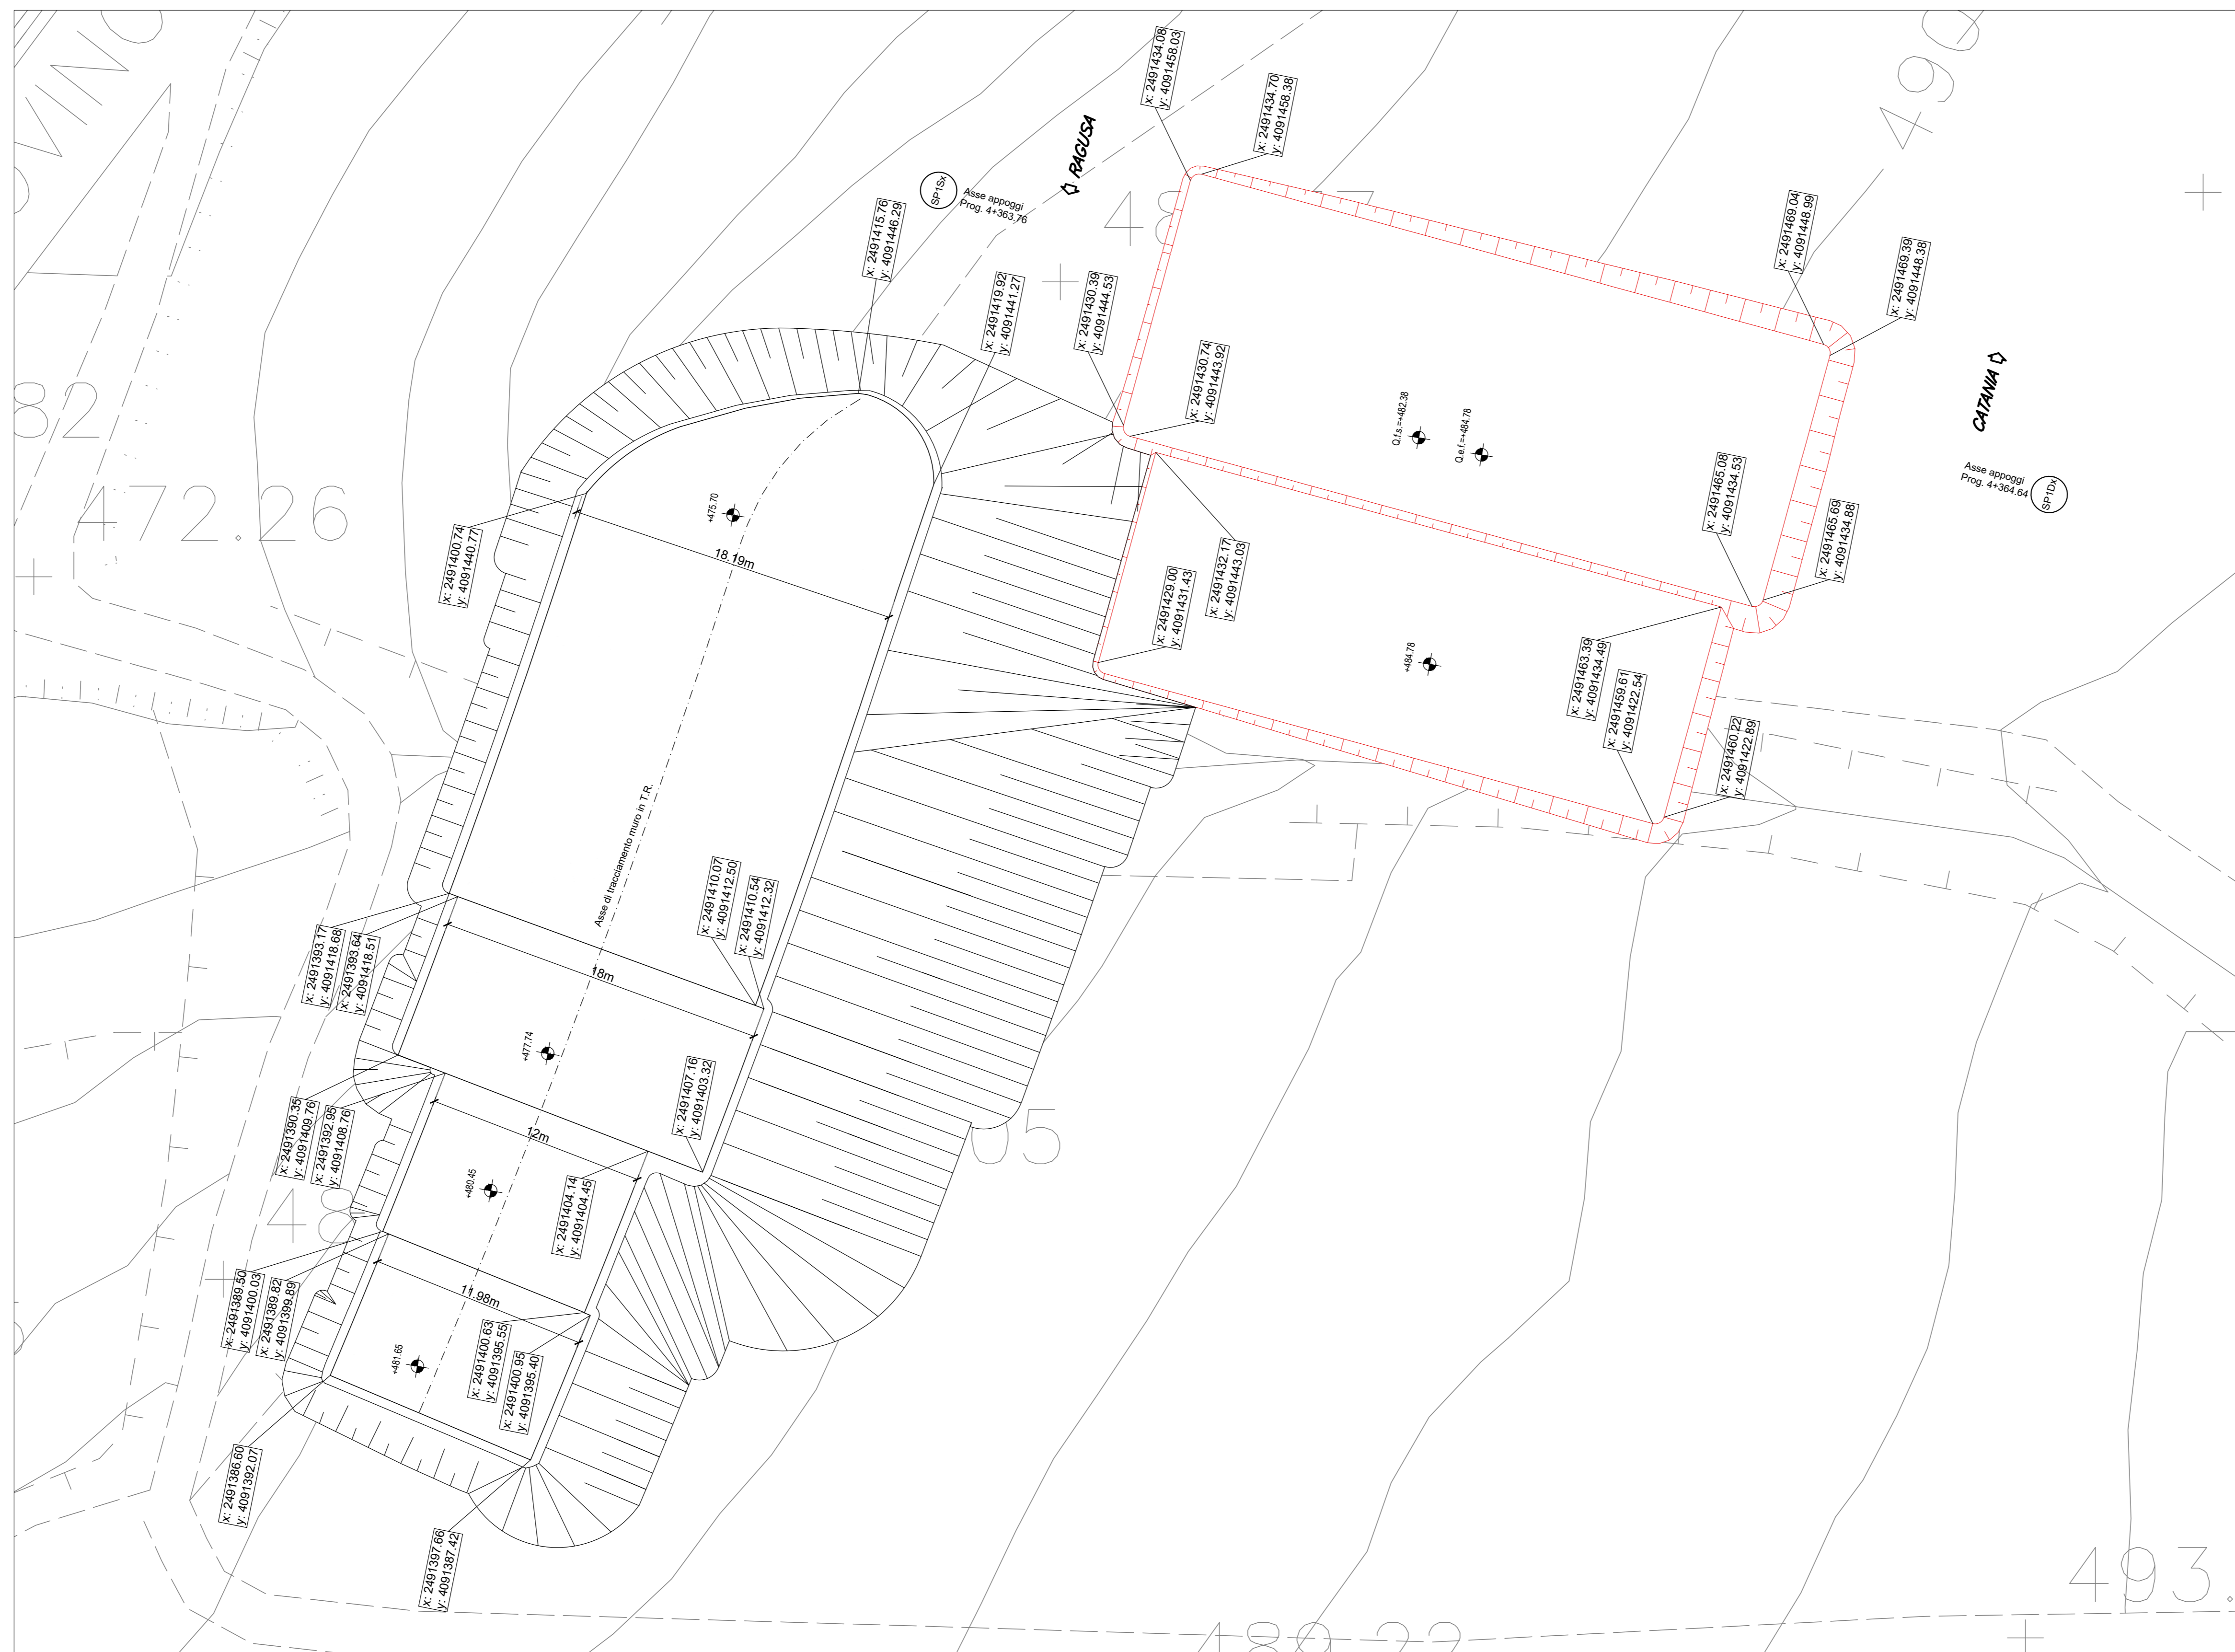 x: 2491434.08
y: 4091458.03
x: 2491434.70
y: 4091458.38
RAGUSA
SP1Sx
Asse appoggi
Prog. 4+363.76
x: 2491415.76
y: 4091446.29
x: 2491419.92
y: 4091441.27
x: 2491430.39
y: 4091444.53
x: 2491430.74
y: 4091443.92
x: 2491469.04
y: 4091448.99
x: 2491469.39
y: 4091448.38
CATANIA
Asse appoggi
Prog. 4+364.64
SP1Dx
Q.f.s.=+482.38
Q.e.f.=+484.78
x: 2491465.08
y: 4091434.53
x: 2491465.69
y: 4091434.88
x: 2491400.74
y: 4091440.77
+475.70
18.19m
x: 2491432.17
y: 4091443.03
x: 2491429.00
y: 4091431.43
+484.78
x: 2491463.39
y: 4091434.49
x: 2491459.61
y: 4091422.54
x: 2491460.22
y: 4091422.89
Asse di tracciamento muro in T.R.
x: 2491410.07
y: 4091412.50
x: 2491410.54
y: 4091412.32
x: 2491393.17
y: 4091418.68
x: 2491393.64
y: 4091418.51
18m
+477.74
x: 2491407.16
y: 4091403.32
x: 2491390.35
y: 4091409.76
x: 2491392.95
y: 4091408.76
12m
+480.45
x: 2491404.14
y: 4091404.45
x: 2491389.50
y: 4091400.03
x: 2491389.82
y: 4091399.89
11.98m
+481.65
x: 2491400.63
y: 4091395.55
x: 2491400.95
y: 4091395.40
x: 2491386.60
y: 4091392.07
x: 2491397.66
y: 4091387.42
472.26
82
490
48
05
48
493.
489.22